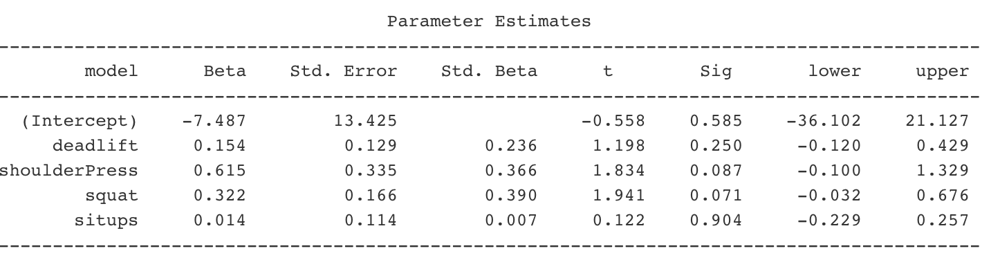 Parameter Estimates
model Beta Std. Error Std. Beta t Sig lower upper
(Intercept) -7.487 13.425 -0.558 0.585 -36.102 21.127
deadlift 0.154 0.129 0.236 1.198 0.250 -0.120 0.429
shoulderPress 0.615 0.335 0.366 1.834 0.087 -0.100 1.329
squat 0.322 0.166 0.390 1.941 0.071 -0.032 0.676
situps 0.014 0.114 0.007 0.122 0.904 -0.229 0.257